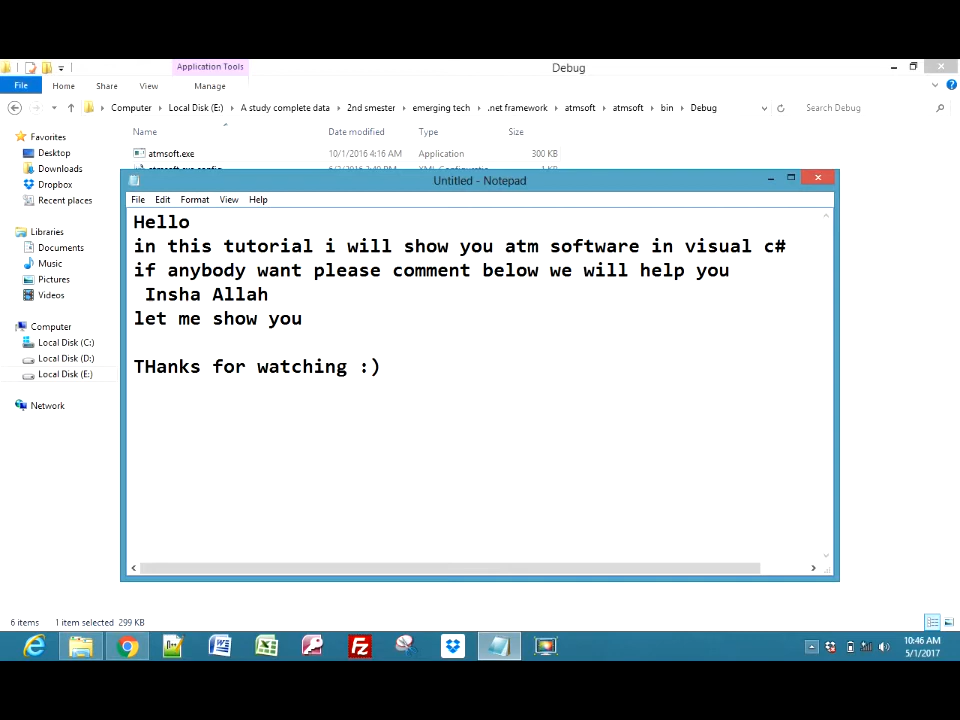 Application Tools
Debug
File Home Share View Manage
Computer Local Disk (E:) A study complete data 2nd smester emerging tech .net framework atmsoft atmsoft bin Debug
Search Debug
Name Date modified Type Size
Favorites
Desktop
Downloads
Dropbox
Recent places
Libraries
Documents
Music
Pictures
Videos
Computer
Local Disk (C:)
Local Disk (D:)
Local Disk (E:)
Network
atmsoft.exe 10/1/2016 4:16 AM Application 300 KB
Untitled - Notepad
File Edit Format View Help
Hello
in this tutorial i will show you atm software in visual c#
if anybody want please comment below we will help you
Insha Allah
let me show you
THanks for watching :)
6 items 1 item selected 299 KB
10:46 AM
5/1/2017